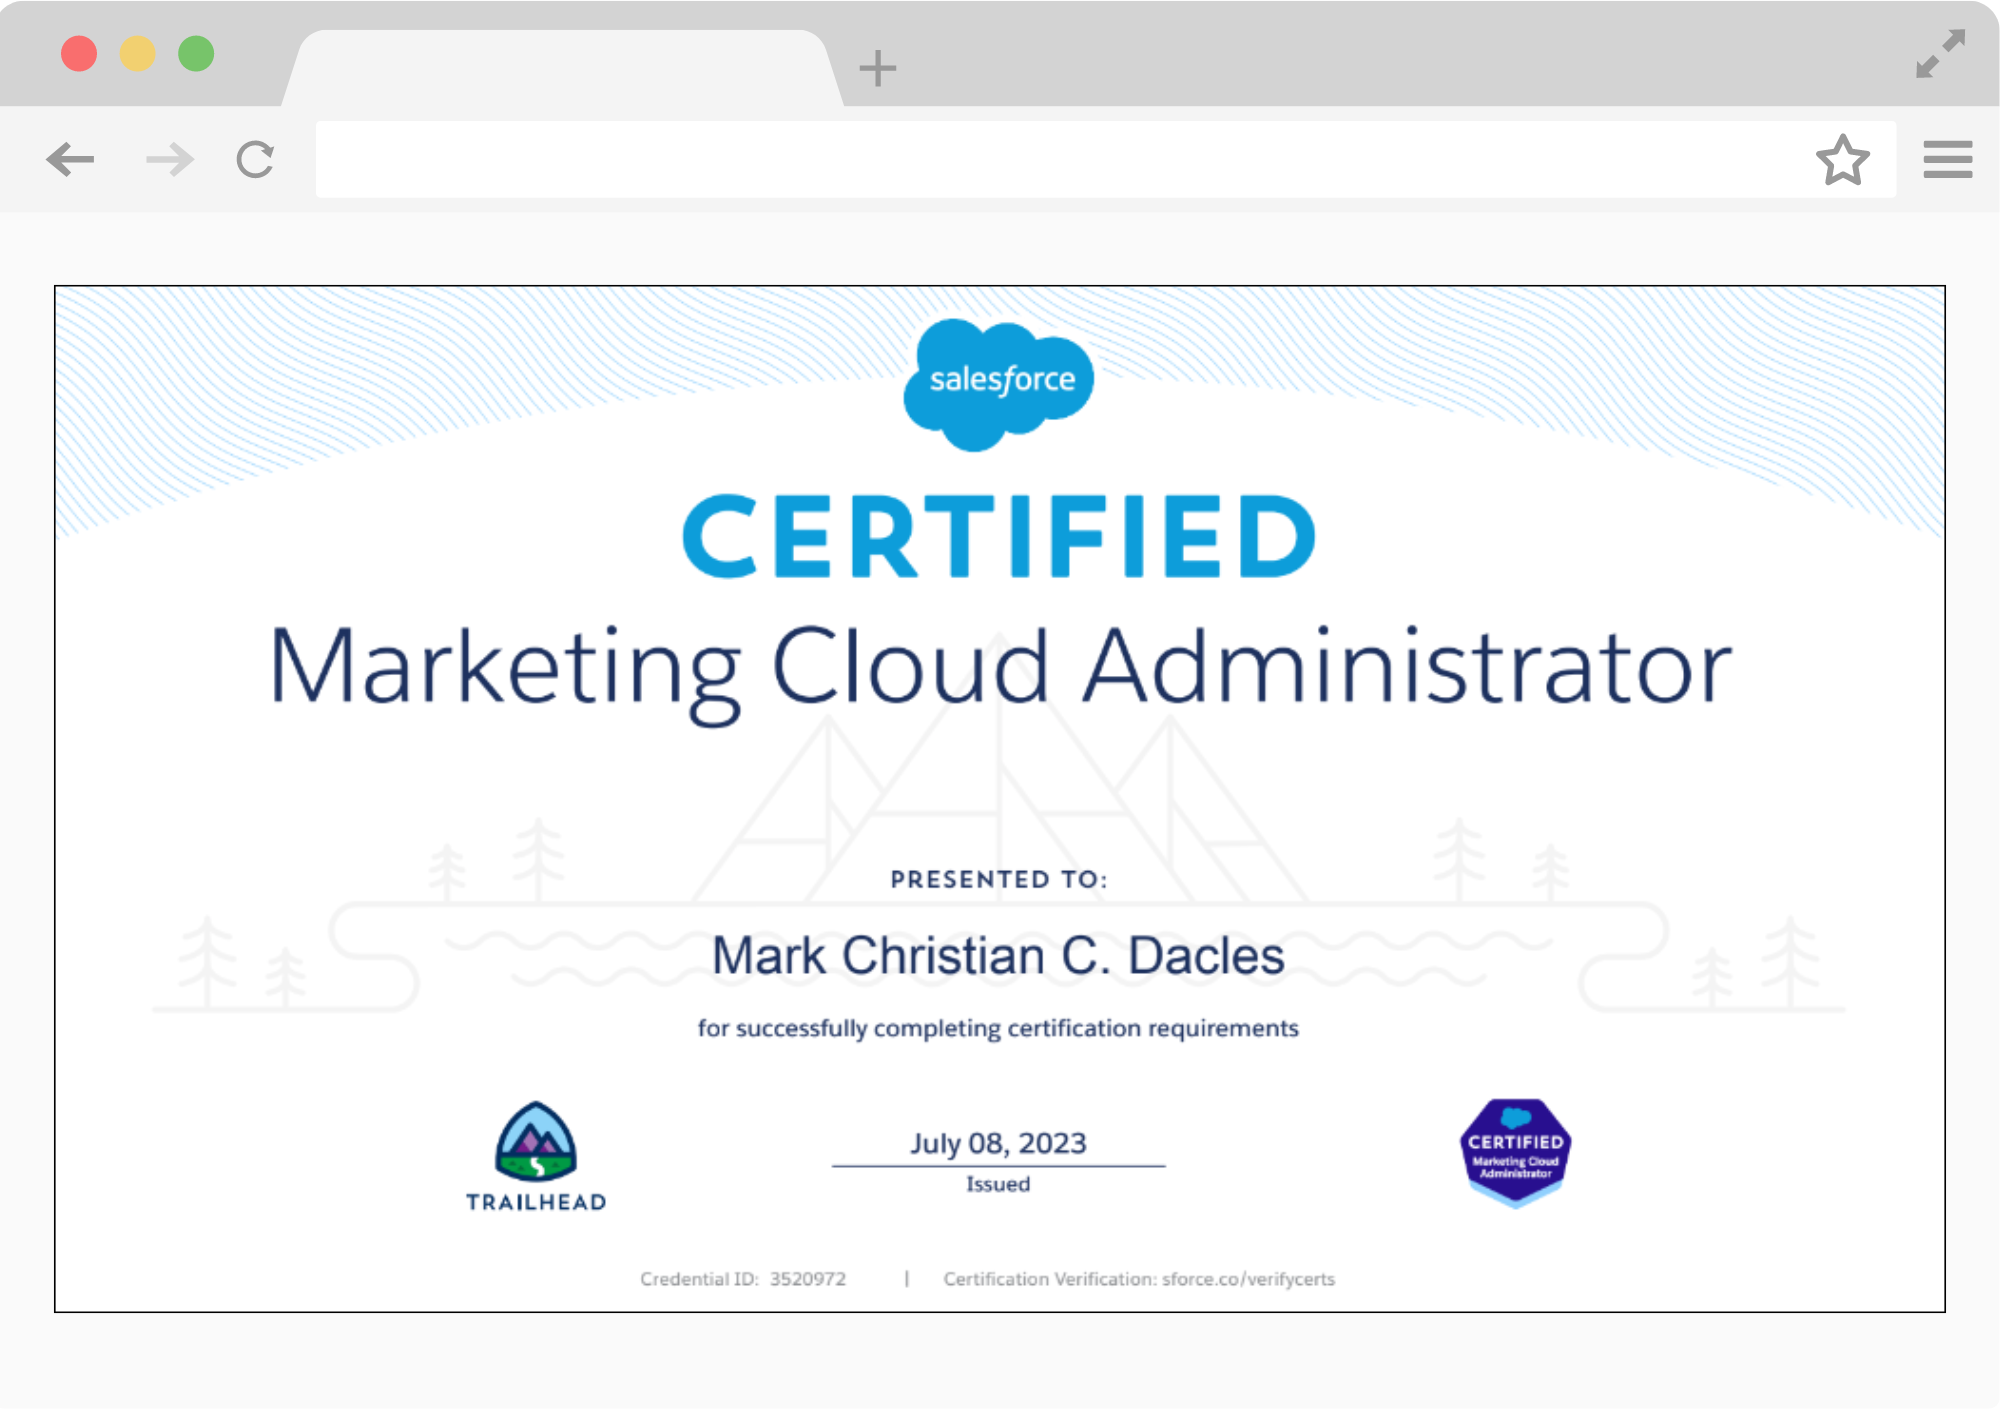 salesforce
CERTIFIED
Marketing Cloud Administrator
PRESENTED TO:
Mark Christian C. Dacles
for successfully completing certification requirements
TRAILHEAD
July 08, 2023
Issued
CERTIFIED
Marketing Cloud
Administrator
Credential ID: 3520972 | Certification Verification: sforce.co/verifycerts